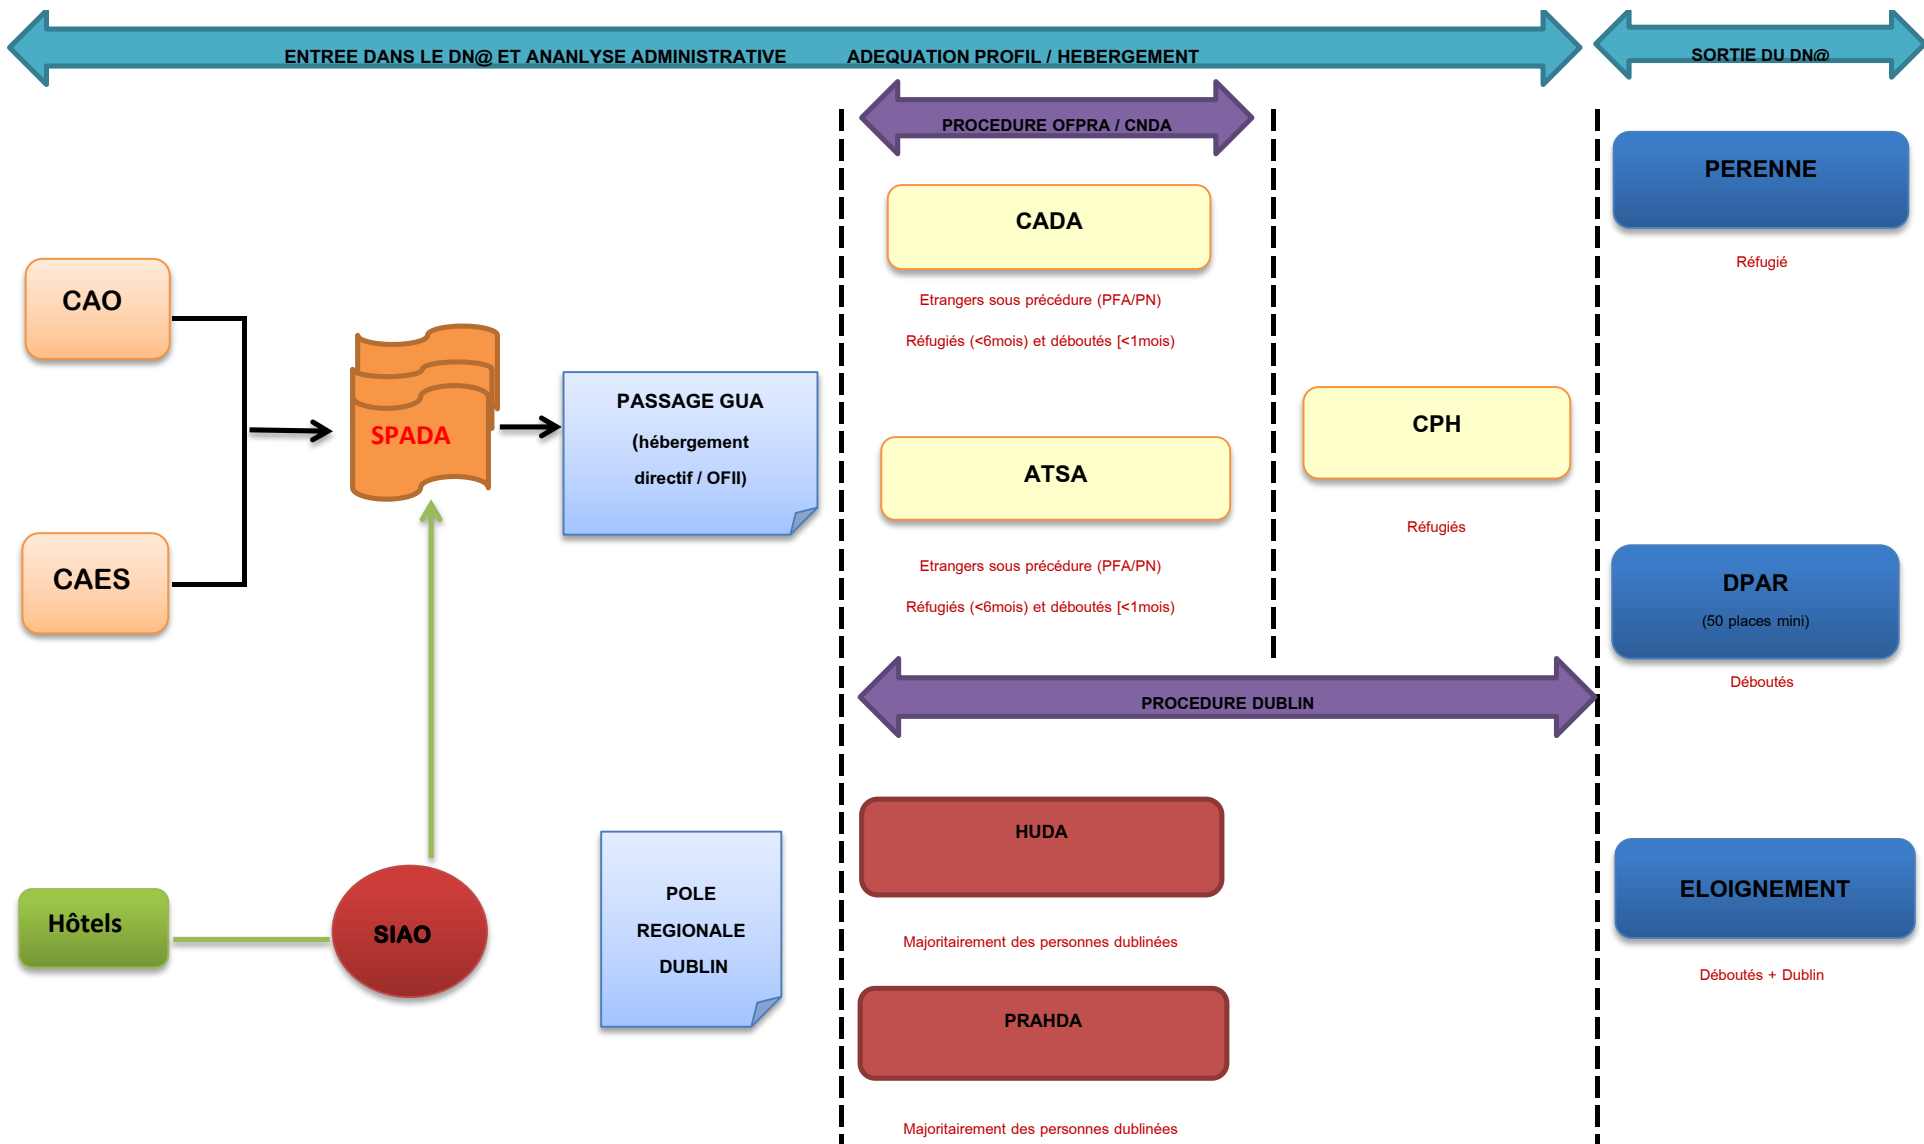 ENTREE DANS LE DN@ ET ANANLYSE ADMINISTRATIVE ADEQUATION PROFIL / HEBERGEMENT
SORTIE DU DN@
PROCEDURE OFPRA / CNDA
PERENNE
Réfugié
CADA
Etrangers sous précédure (PFA/PN)
Réfugiés (<6mois) et déboutés [<1mois)
CAO
SPADA
PASSAGE GUA
(hébergement
directif / OFII)
CPH
Réfugiés
ATSA
Etrangers sous précédure (PFA/PN)
Réfugiés (<6mois) et déboutés [<1mois)
CAES
DPAR
(50 places mini)
Déboutés
PROCEDURE DUBLIN
HUDA
Majoritairement des personnes dublinées
Hôtels
SIAO
POLE
REGIONALE
DUBLIN
ELOIGNEMENT
Déboutés + Dublin
PRAHDA
Majoritairement des personnes dublinées